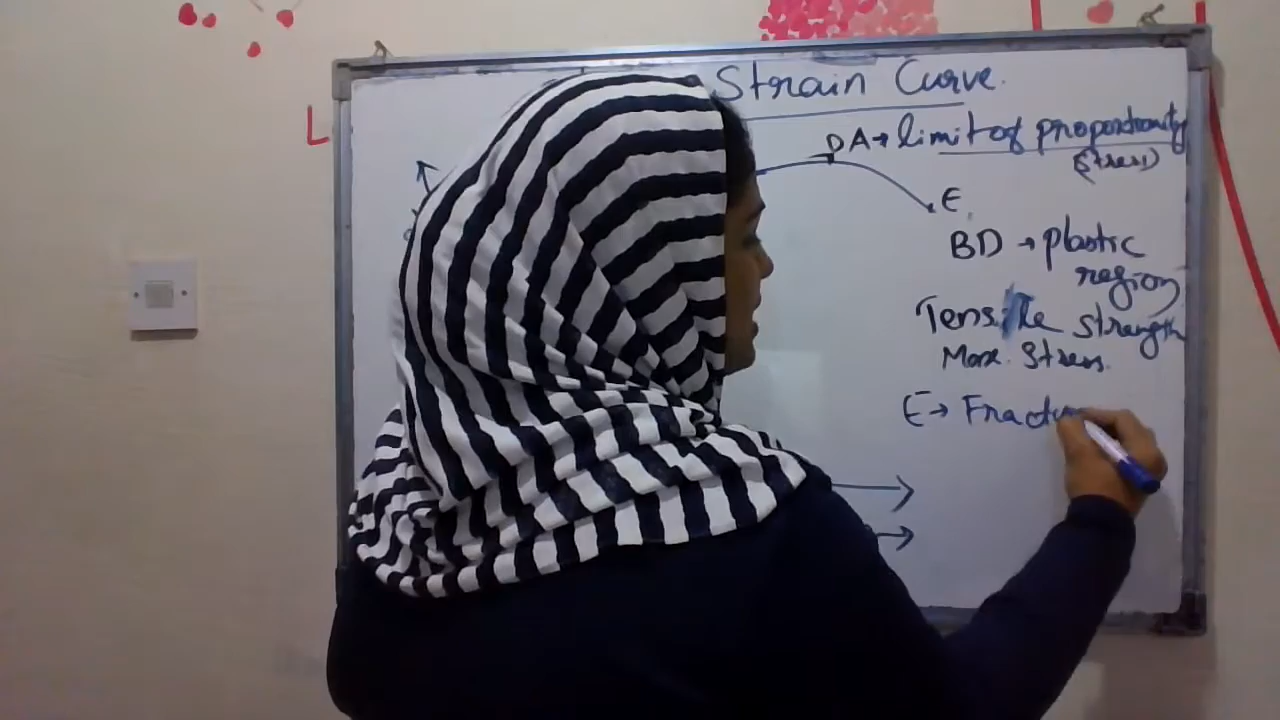 Strain Curve.
D A→ limit of proportionality
(stress)
E
BD → plastic
region
Tensile strength
Max. Stress.
E→ Fractu